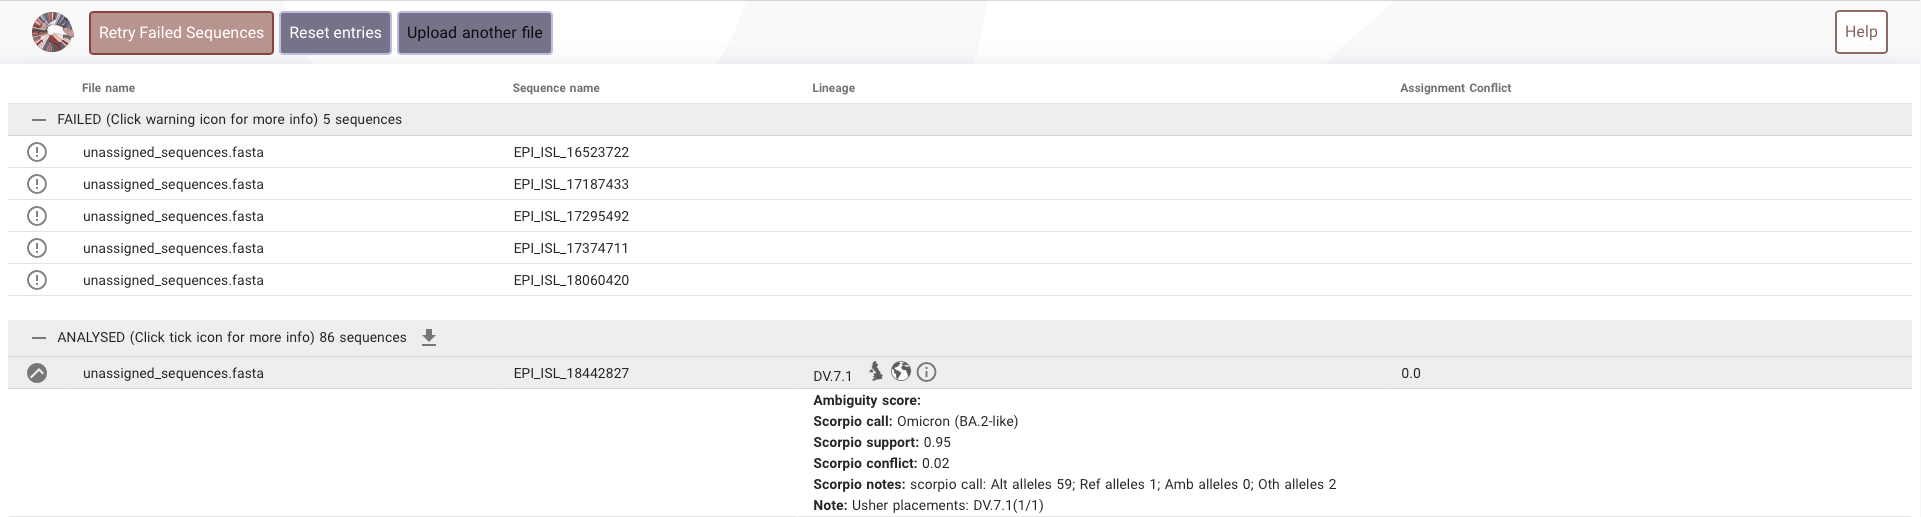 Retry Failed Sequences Reset entries Upload another file Help
File name Sequence name Lineage Assignment Conflict
FAILED (Click warning icon for more info) 5 sequences
unassigned_sequences.fasta EPI_ISL_16523722
unassigned_sequences.fasta EPI_ISL_17187433
unassigned_sequences.fasta EPI_ISL_17295492
unassigned_sequences.fasta EPI_ISL_17374711
unassigned_sequences.fasta EPI_ISL_18060420
ANALYSED (Click tick icon for more info) 86 sequences
unassigned_sequences.fasta EPI_ISL_18442827 DV.7.1 0.0
Ambiguity score:
Scorpio call: Omicron (BA.2-like)
Scorpio support: 0.95
Scorpio conflict: 0.02
Scorpio notes: scorpio call: Alt alleles 59; Ref alleles 1; Amb alleles 0; Oth alleles 2
Note: Usher placements: DV.7.1(1/1)